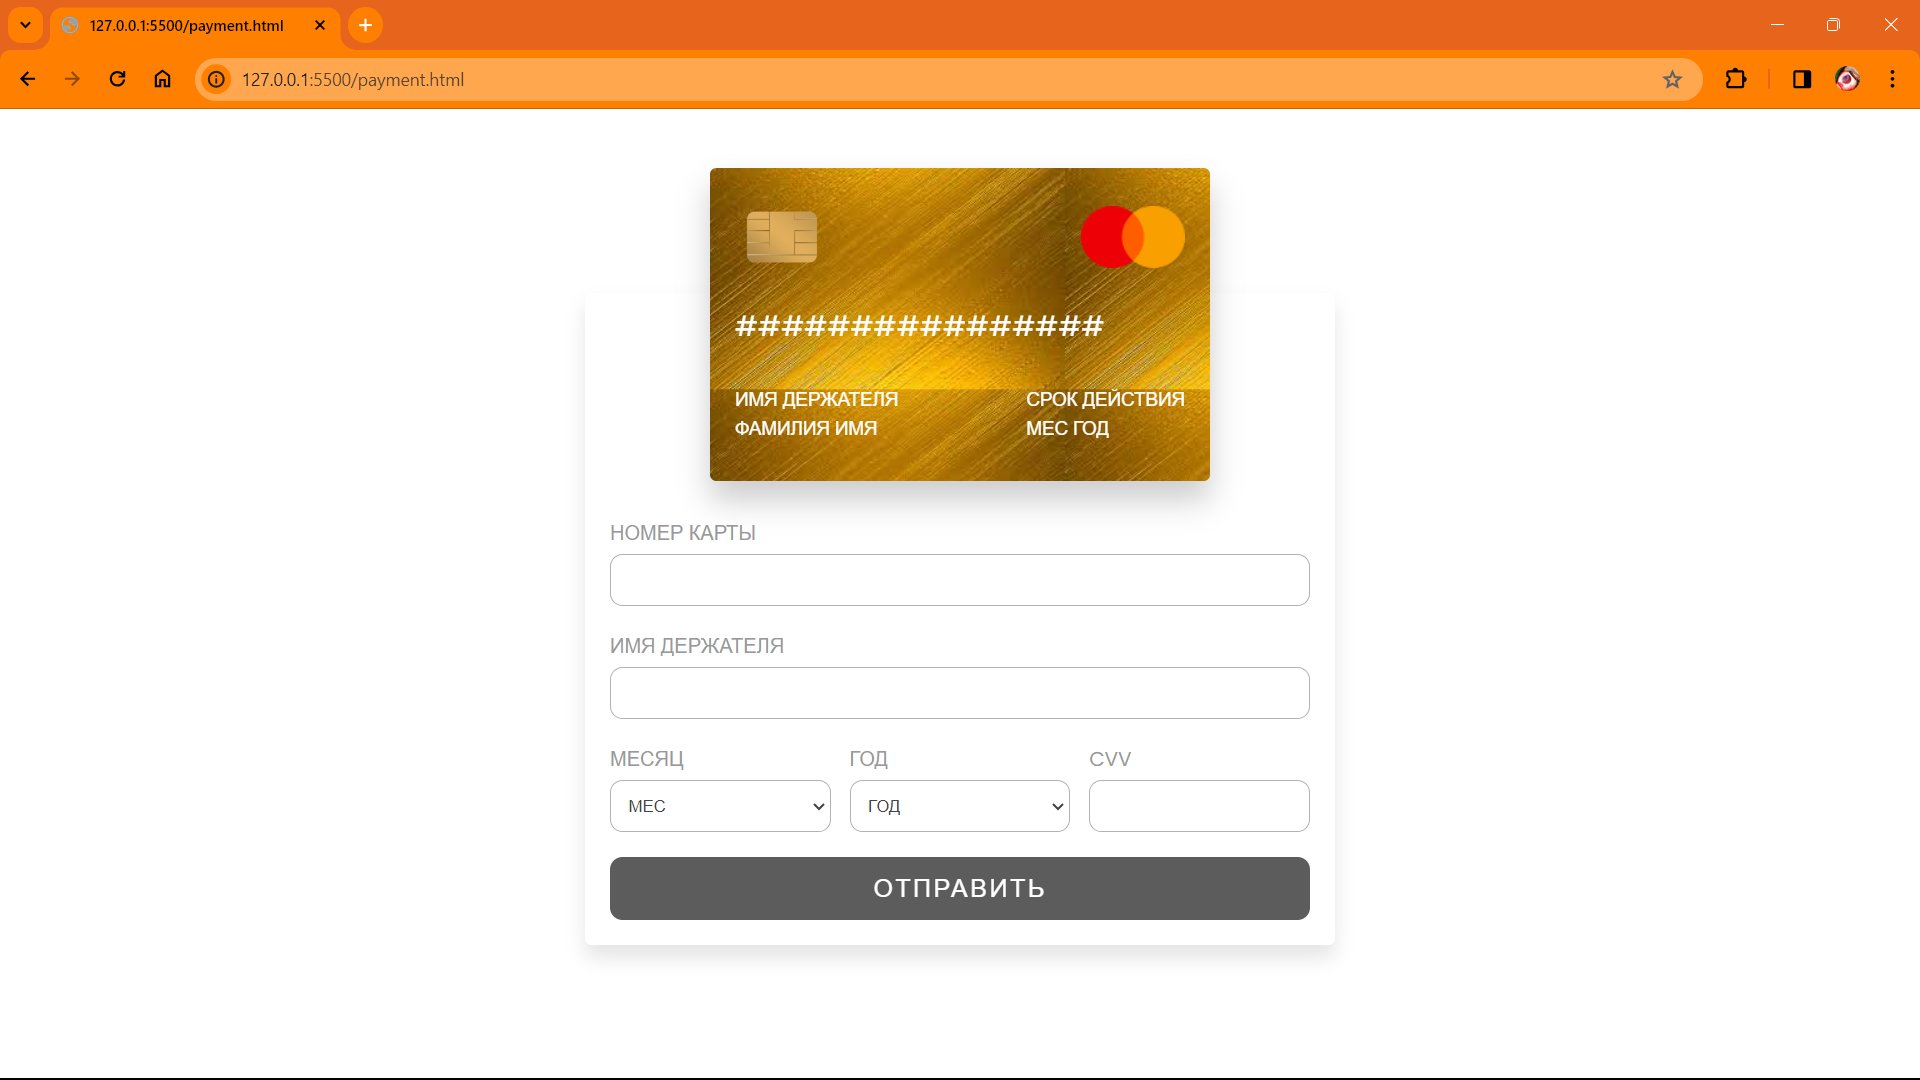 127.0.0.1:5500/payment.html
127.0.0.1:5500/payment.html
################
ИМЯ ДЕРЖАТЕЛЯ СРОК ДЕЙСТВИЯ
ФАМИЛИЯ ИМЯ МЕС ГОД
НОМЕР КАРТЫ
ИМЯ ДЕРЖАТЕЛЯ
МЕСЯЦ ГОД CVV
МЕС ГОД
ОТПРАВИТЬ